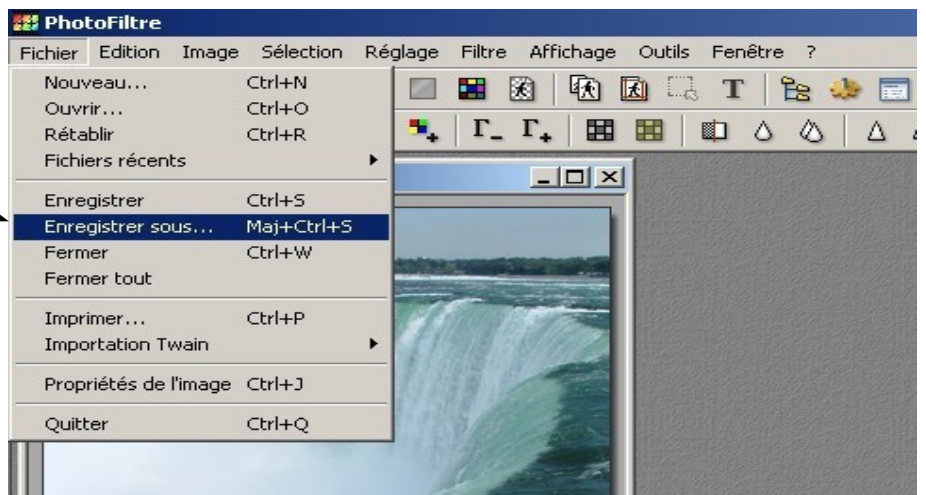 PhotoFiltre
Fichier Edition Image Sélection Réglage Filtre Affichage Outils Fenêtre ?
Nouveau... Ctrl+N
Ouvrir... Ctrl+O
Rétablir Ctrl+R
Fichiers récents
Enregistrer Ctrl+S
Enregistrer sous... Maj+Ctrl+S
Fermer Ctrl+W
Fermer tout
Imprimer... Ctrl+P
Importation Twain
Propriétés de l'image Ctrl+J
Quitter Ctrl+Q
T
Γ- Γ+